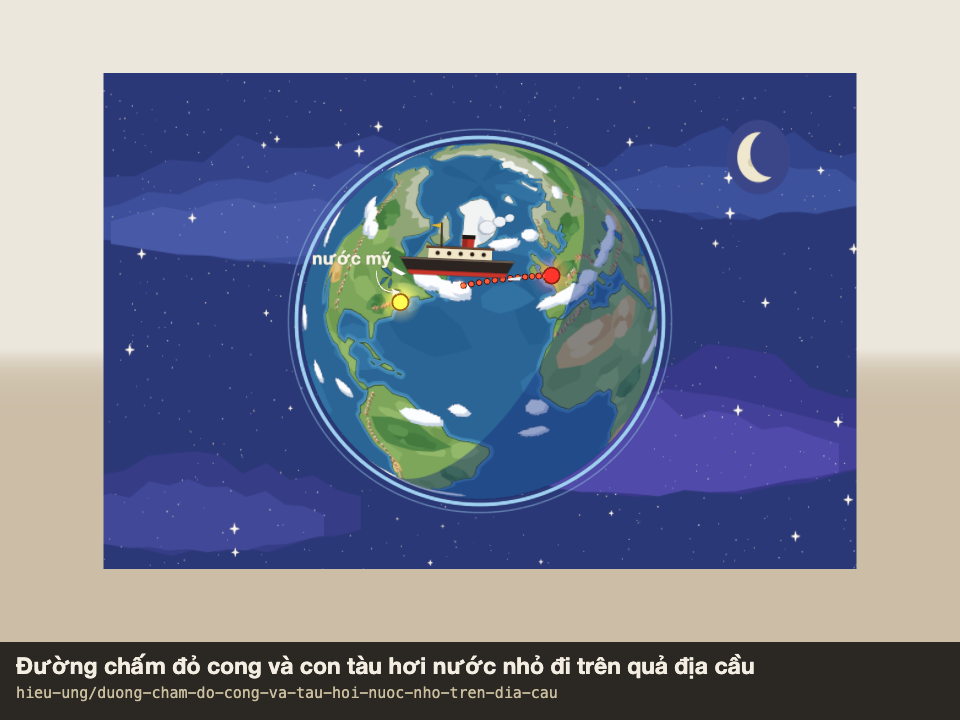 nước mỹ
Đường chấm đỏ cong và con tàu hơi nước nhỏ đi trên quả địa cầu
hieu-ung/duong-cham-do-cong-va-tau-hoi-nuoc-nho-tren-dia-cau